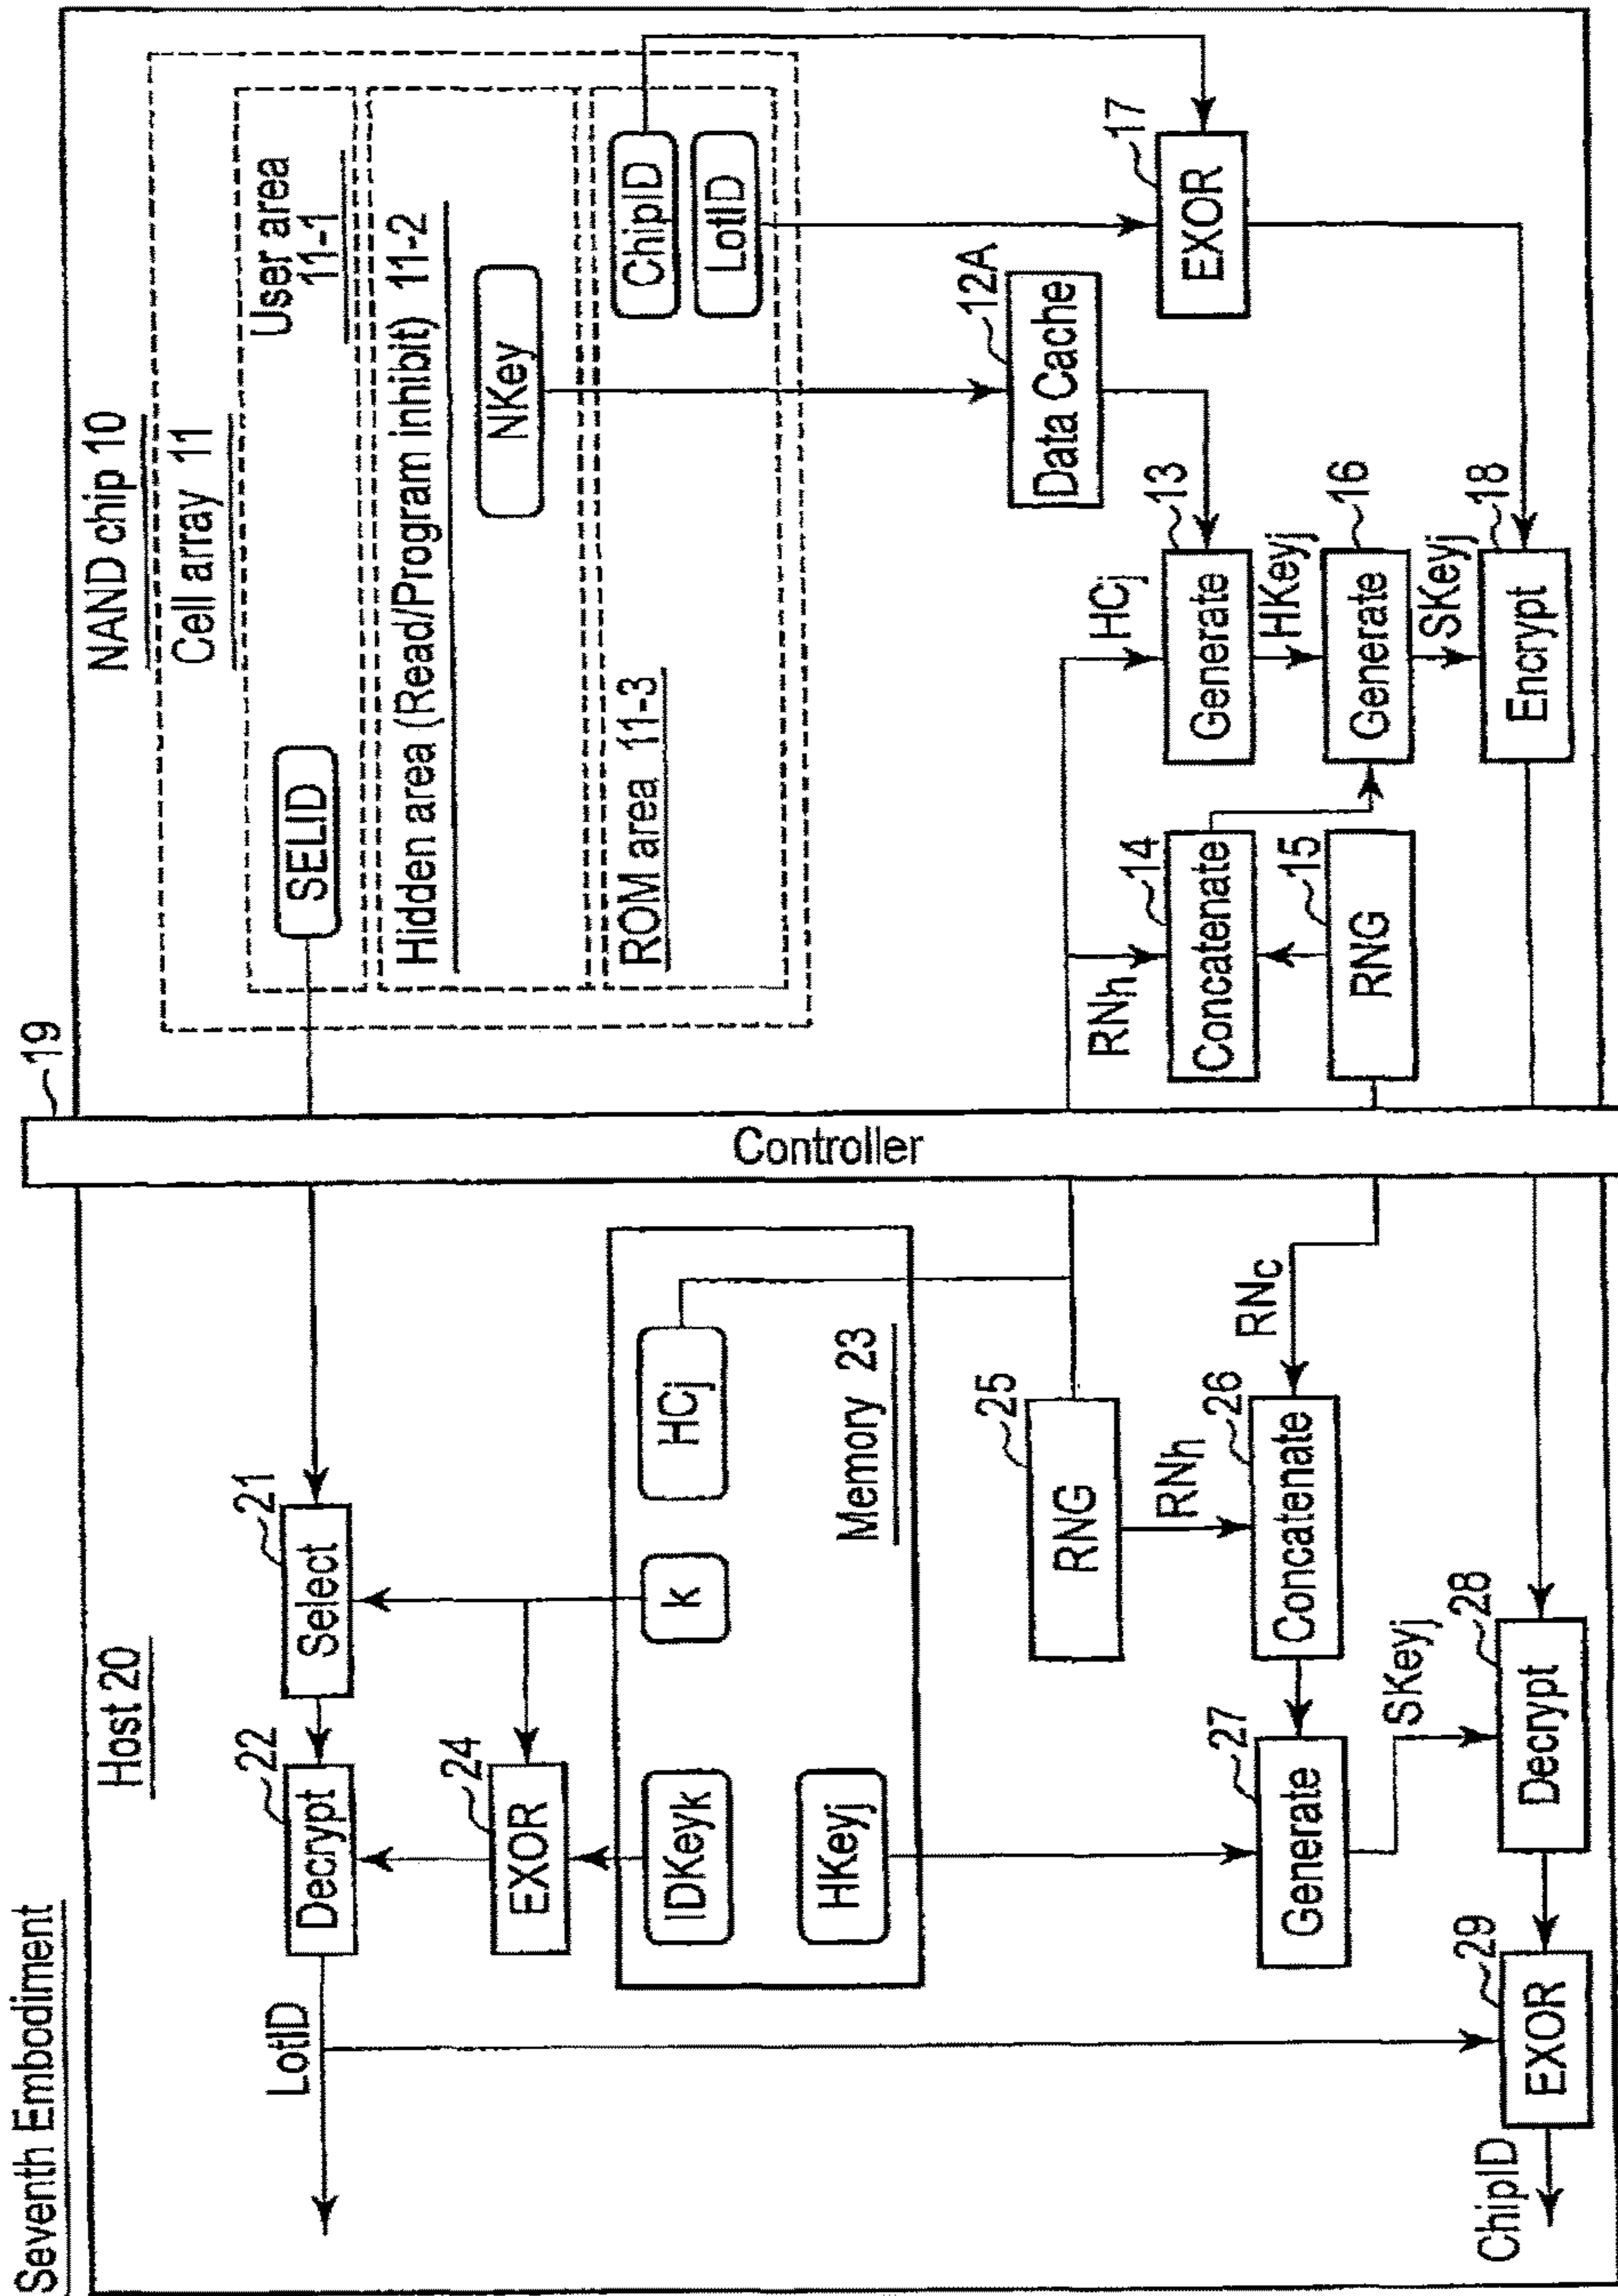 Seventh Embodiment
Host 20
NAND chip 10
Cell array 11
User area
11-1
SELID
Hidden area (Read/Program inhibit) 11-2
NKey
ROM area 11-3
ChipID
LotID
19
Controller
LotID
22
Decrypt
21
Select
24
EXOR
IDKeyk
k
HCj
HKeyj
Memory 23
25
RNG
RNh
RNc
26
Concatenate
27
Generate
SKeyj
28
Decrypt
29
EXOR
ChipID
12A
Data Cache
17
EXOR
HCj
13
Generate
HKeyj
RNh
14
Concatenate
15
RNG
16
Generate
SKeyj
18
Encrypt